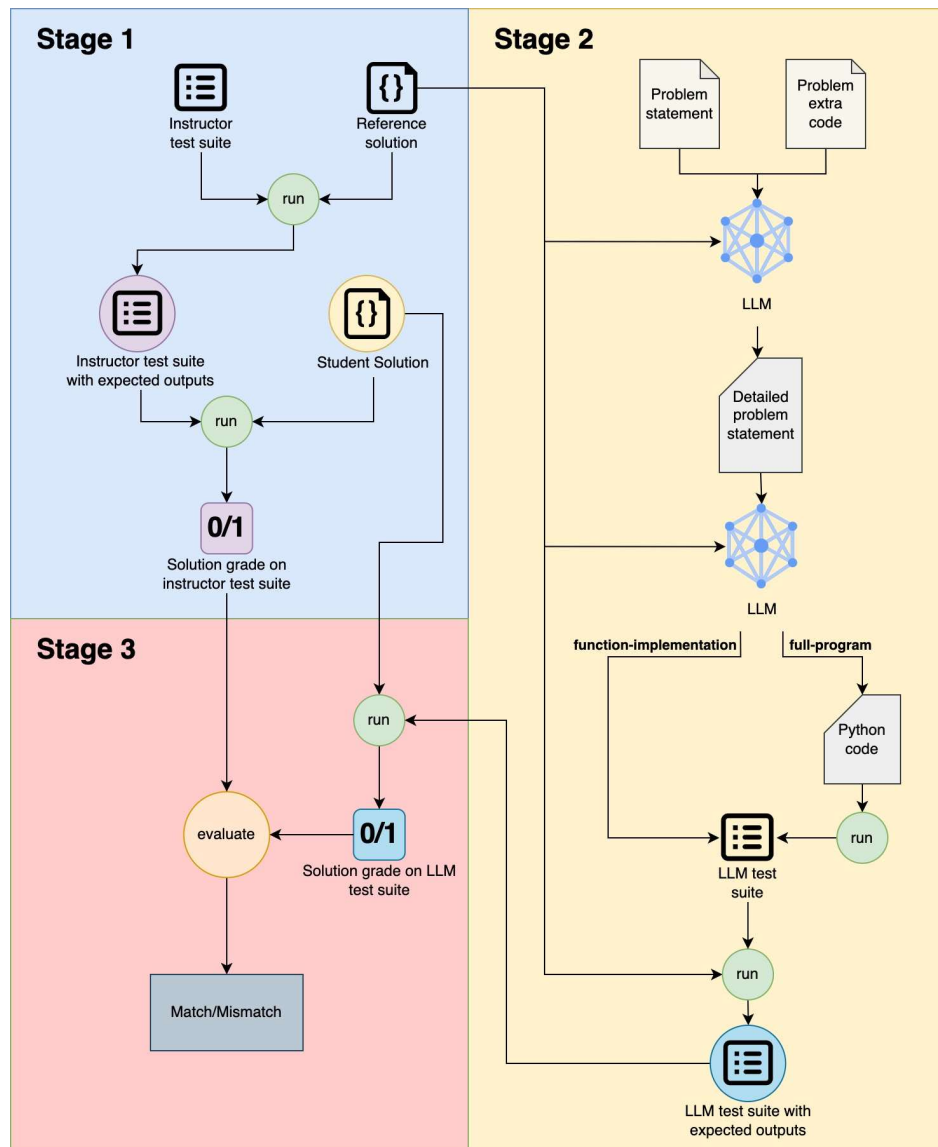 Stage 1
Instructor
test suite
{}
Reference
solution
run
{}
Instructor test suite
with expected outputs
Student Solution
run
0/1
Solution grade on
instructor test suite
Stage 2
Problem
statement
Problem
extra
code
LLM
Detailed
problem
statement
LLM
function-implementation
full-program
Python
code
run
LLM test
suite
run
LLM test suite with
expected outputs
Stage 3
run
evaluate
0/1
Solution grade on LLM
test suite
Match/Mismatch